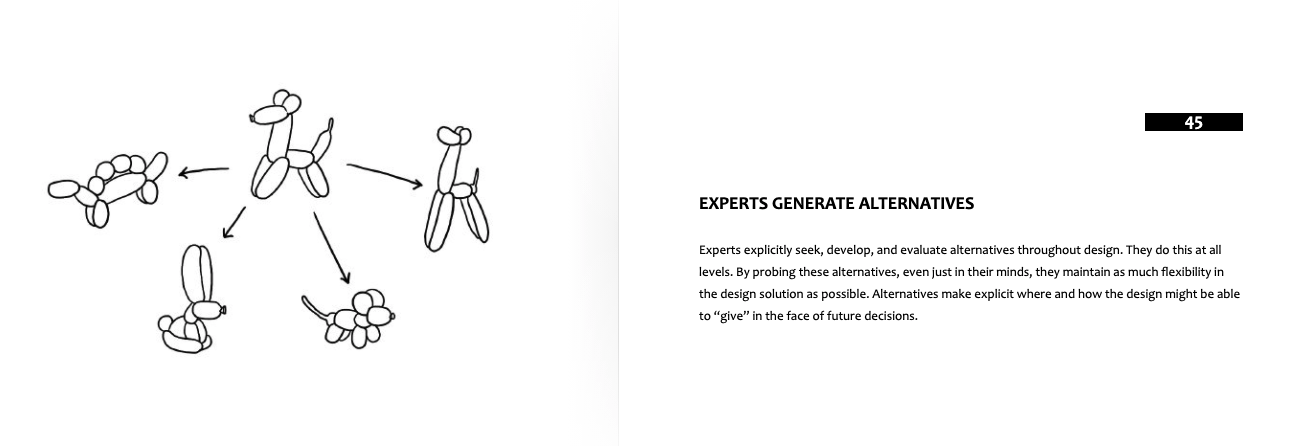 45
EXPERTS GENERATE ALTERNATIVES
Experts explicitly seek, develop, and evaluate alternatives throughout design. They do this at all
levels. By probing these alternatives, even just in their minds, they maintain as much flexibility in
the design solution as possible. Alternatives make explicit where and how the design might be able
to “give” in the face of future decisions.